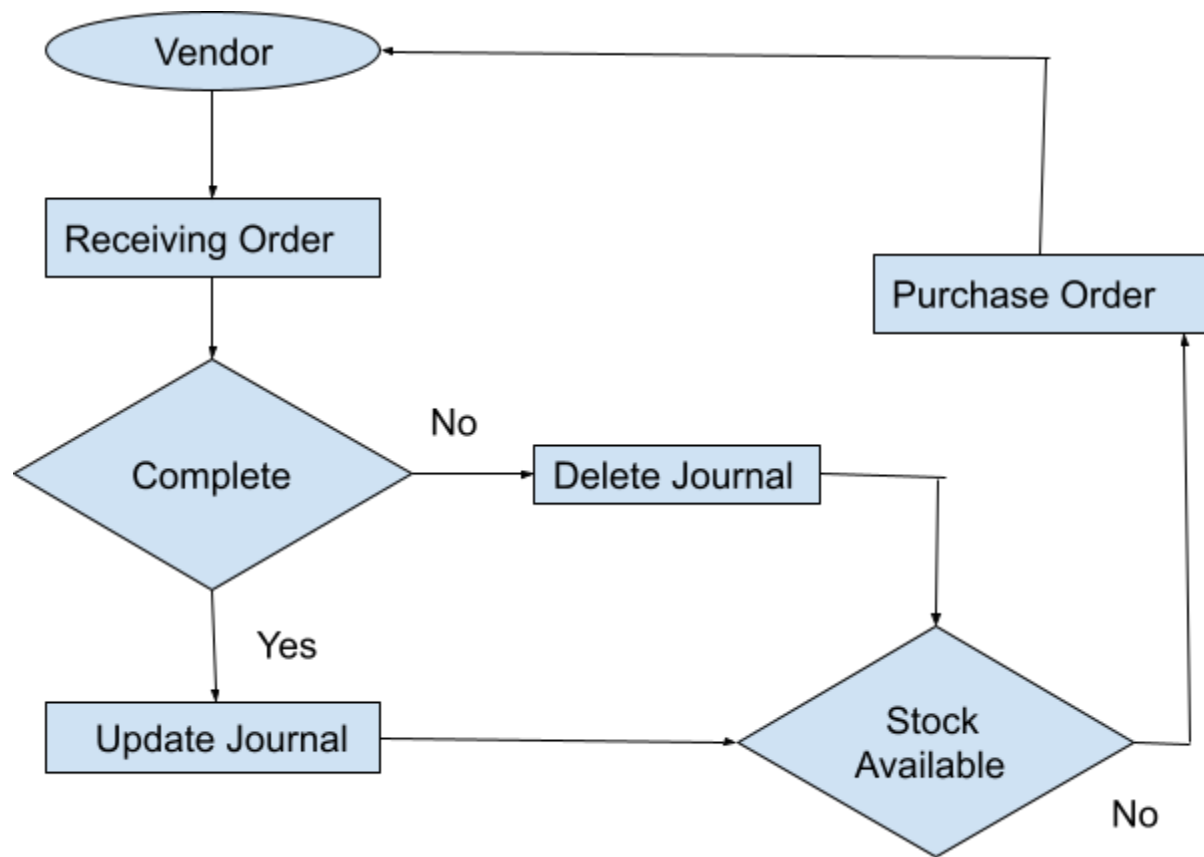 Vendor
Receiving Order
Purchase Order
No
Complete
Delete Journal
Yes
Update Journal
Stock
Available
No